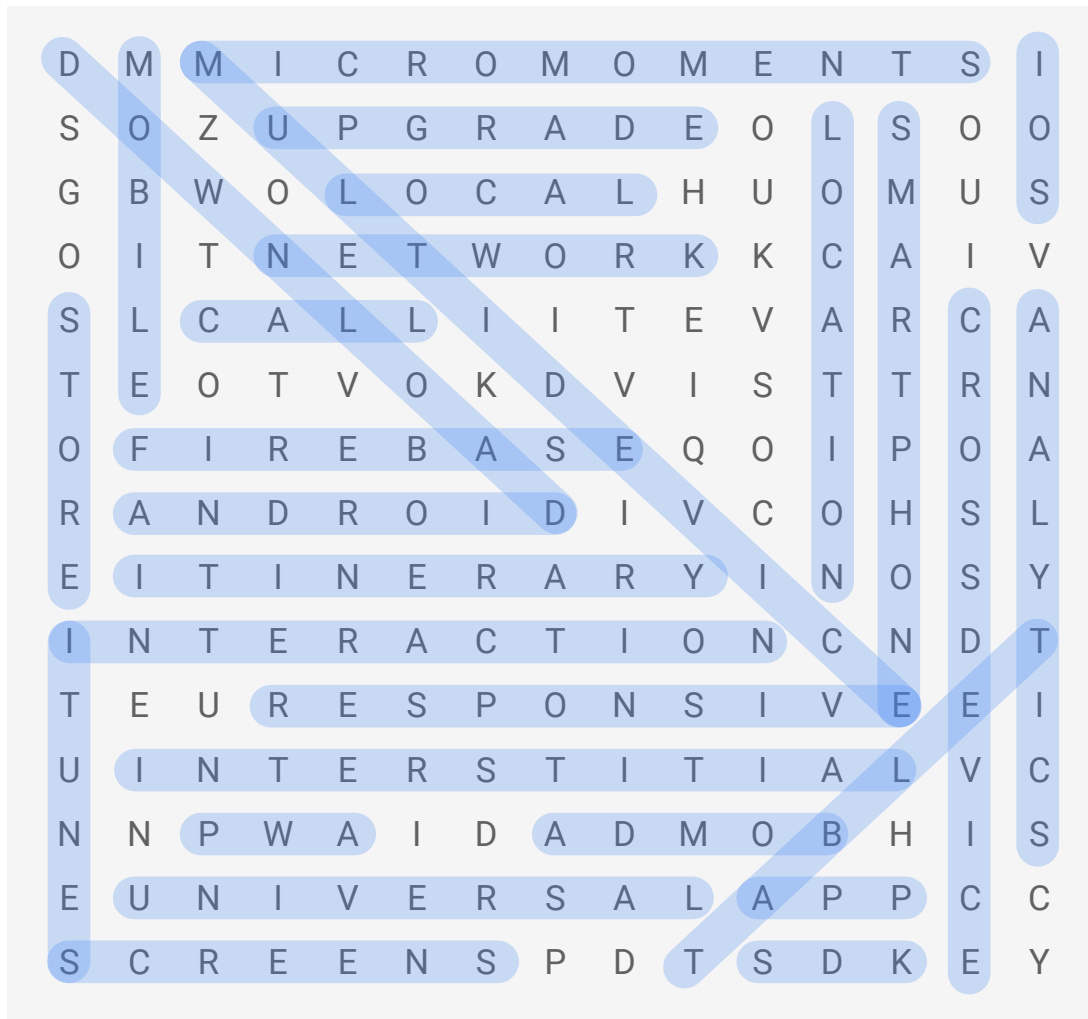 D M M I C R O M O M E N T S I
S O Z U P G R A D E O L S O O
G B W O L O C A L H U O M U S
O I T N E T W O R K K C A I V
S L C A L L I I T E V A R C A
T E O T V O K D V I S T T R N
O F I R E B A S E Q O I P O A
R A N D R O I D I V C O H S L
E I T I N E R A R Y I N O S Y
I N T E R A C T I O N C N D T
T E U R E S P O N S I V E E I
U I N T E R S T I T I A L V C
N N P W A I D A D M O B H I S
E U N I V E R S A L A P P C C
S C R E E N S P D T S D K E Y